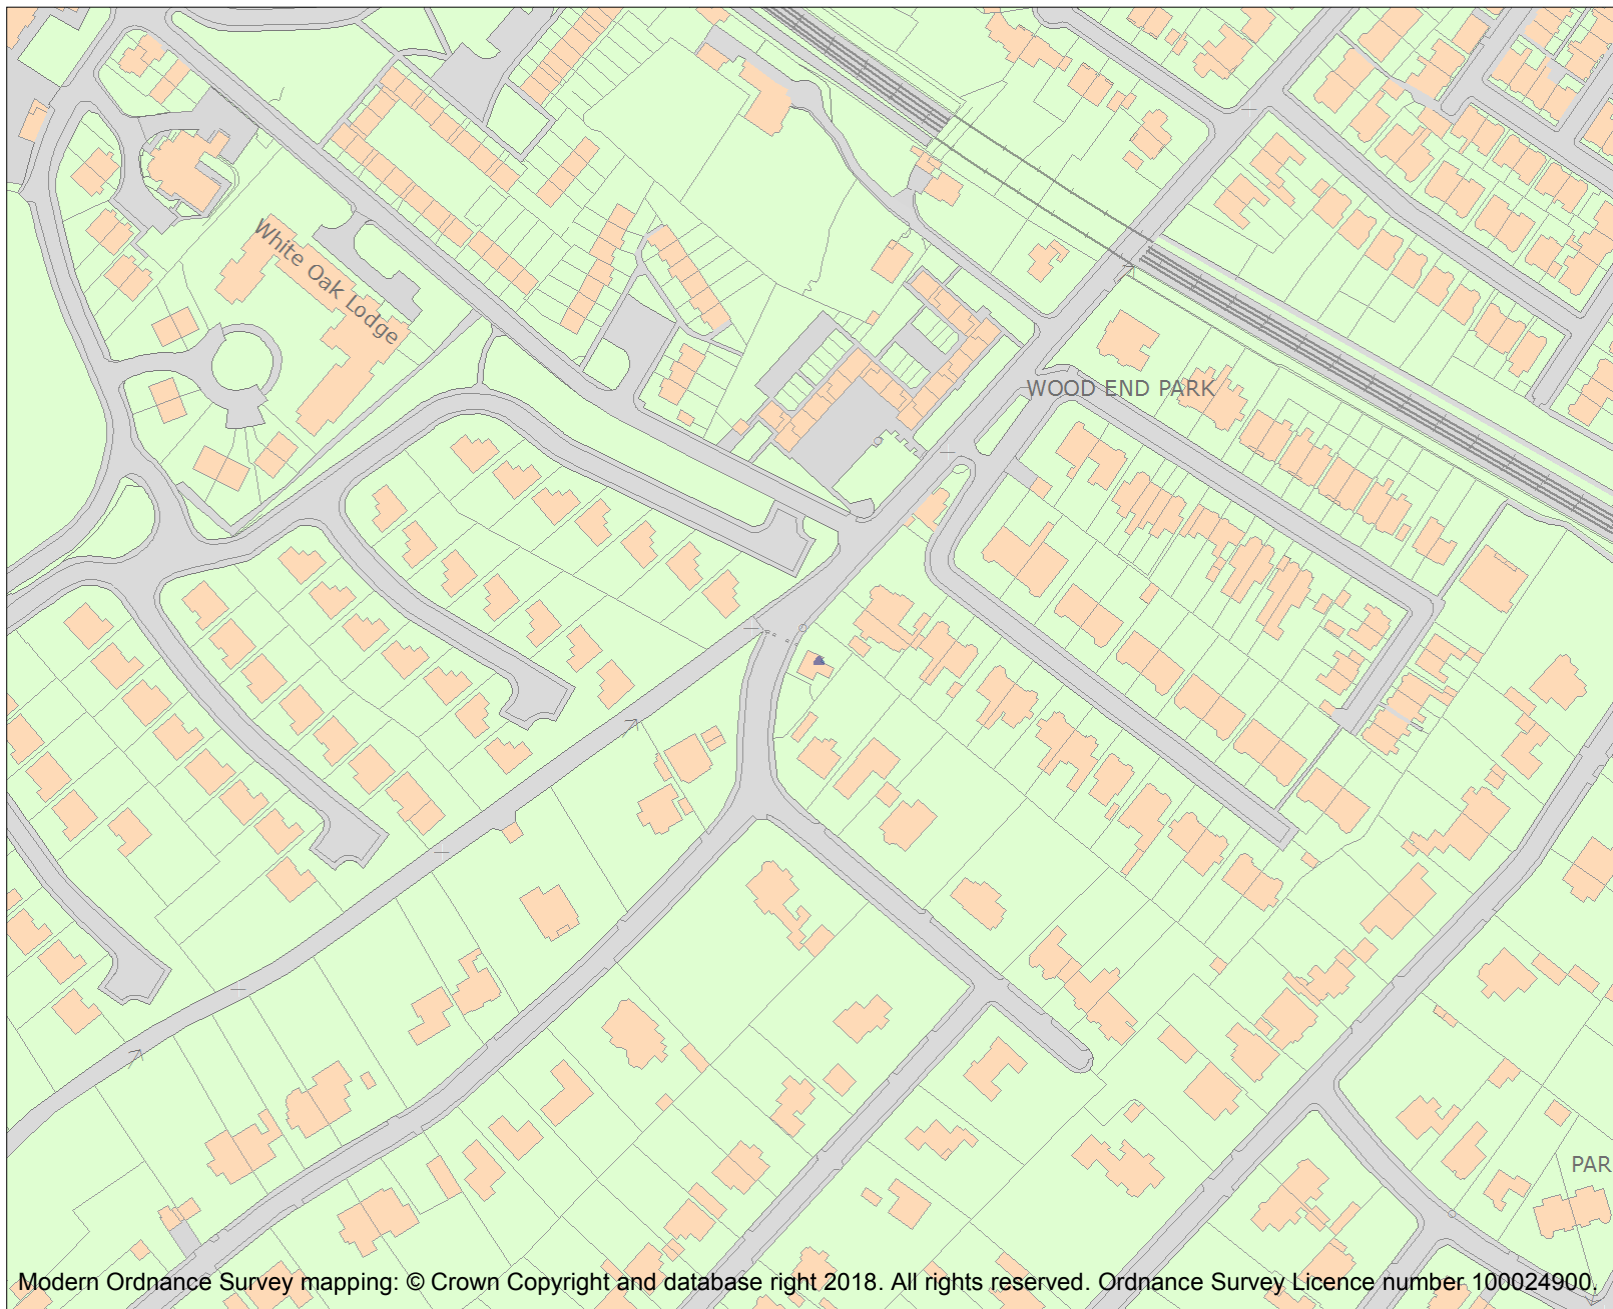 White Oak Lodge
WOOD END PARK
PAR
Modern Ordnance Survey mapping: © Crown Copyright and database right 2018. All rights reserved. Ordnance Survey Licence number 100024900.